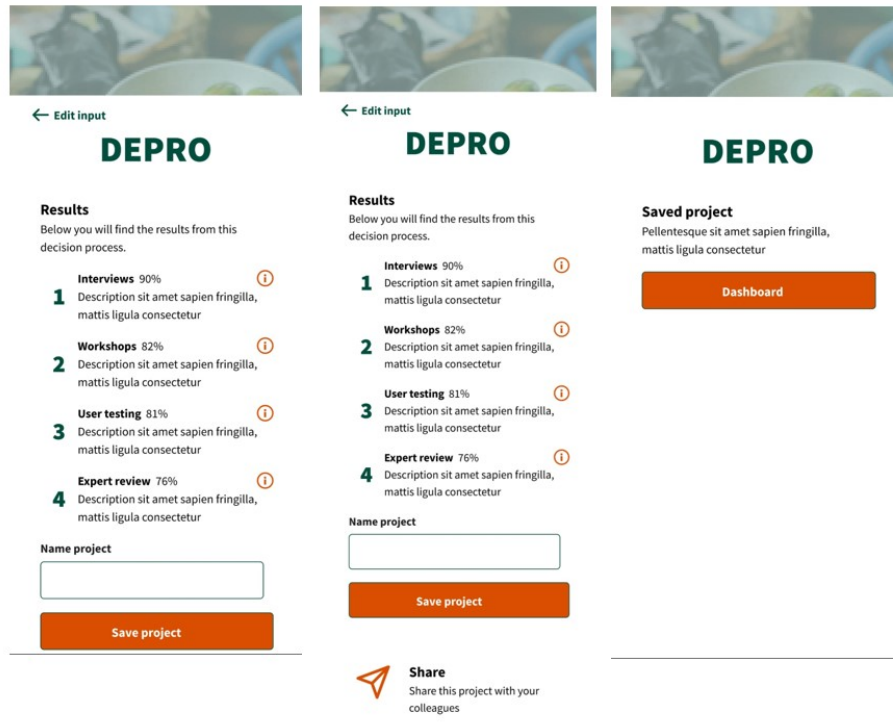 ← Edit input
DEPRO
Results
Below you will find the results from this
decision process.
Interviews 90%
1
Description sit amet sapien fringilla,
mattis ligula consectetur
Workshops 82%
2
Description sit amet sapien fringilla,
mattis ligula consectetur
User testing 81%
3
Description sit amet sapien fringilla,
mattis ligula consectetur
Expert review 76%
4
Description sit amet sapien fringilla,
mattis ligula consectetur
Name project
Save project
← Edit input
DEPRO
Results
Below you will find the results from this
decision process.
Interviews 90%
1
Description sit amet sapien fringilla,
mattis ligula consectetur
Workshops 82%
2
Description sit amet sapien fringilla,
mattis ligula consectetur
User testing 81%
3
Description sit amet sapien fringilla,
mattis ligula consectetur
Expert review 76%
4
Description sit amet sapien fringilla,
mattis ligula consectetur
Name project
Save project
Share
Share this project with your
colleagues
DEPRO
Saved project
Pellentesque sit amet sapien fringilla,
mattis ligula consectetur
Dashboard